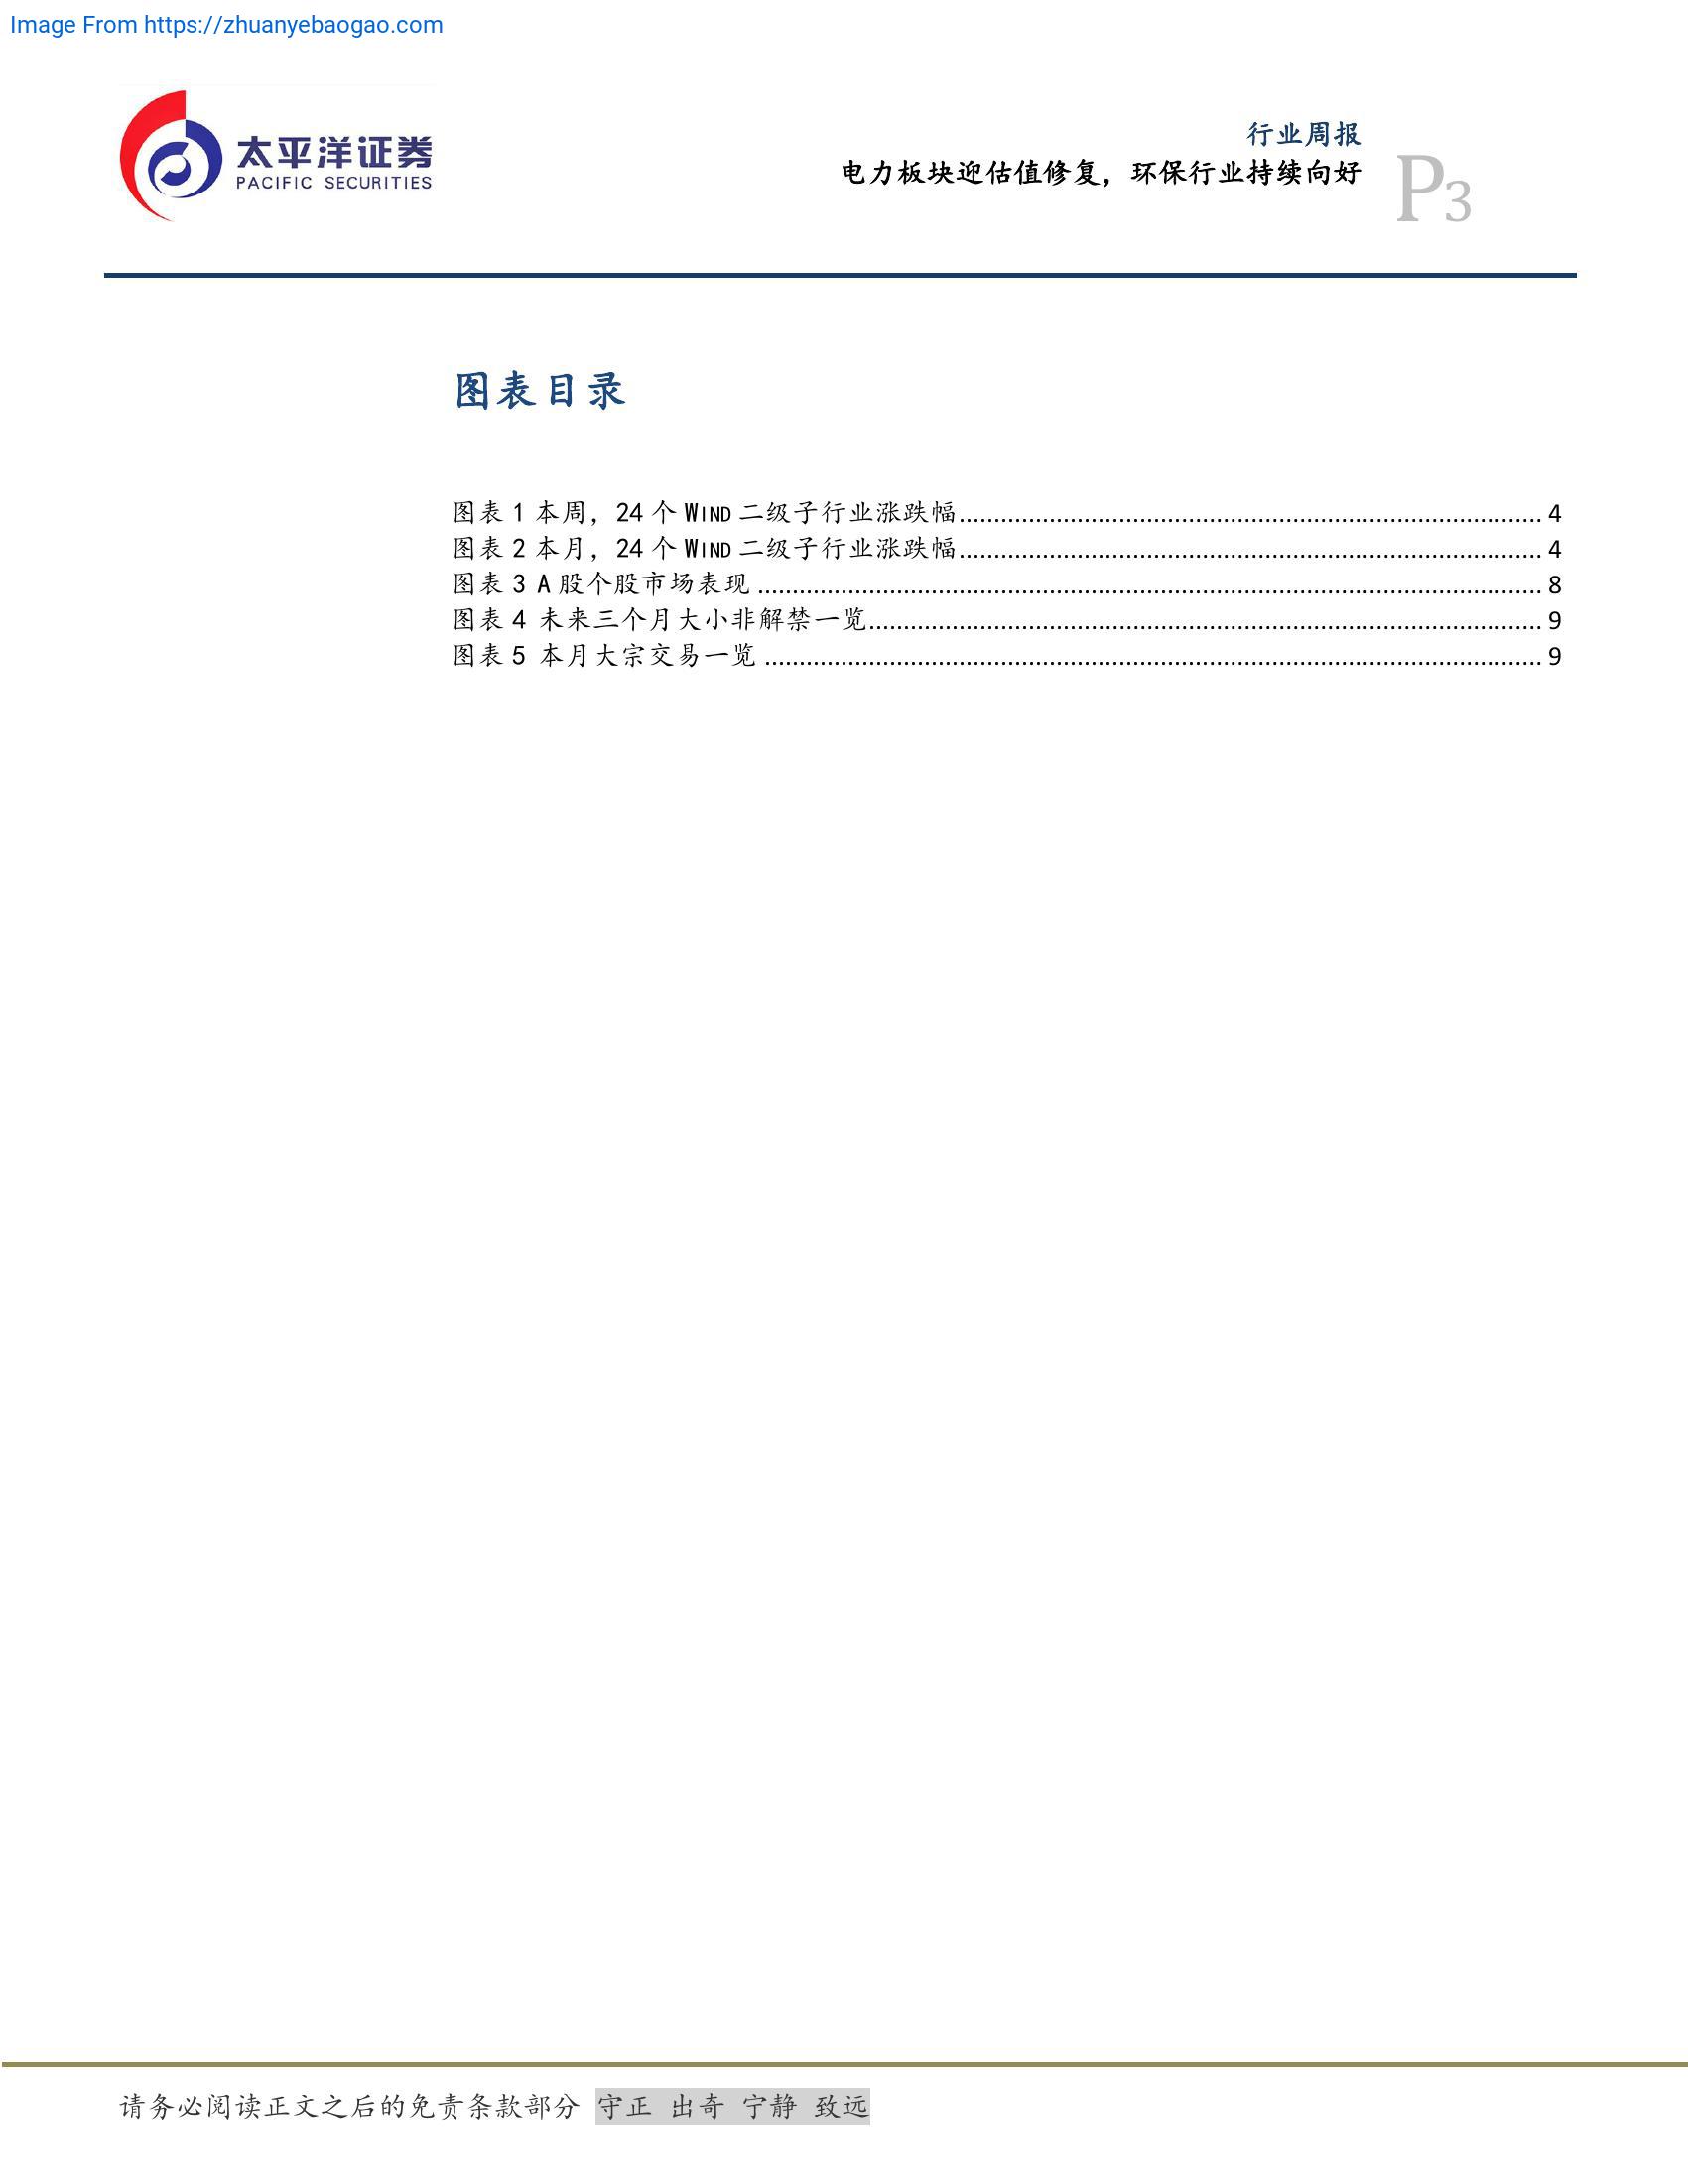 Image From https://zhuanyebaogao.com
太平洋证券
PACIFIC SECURITIES
行业周报
电力板块迎估值修复，环保行业持续向好
P3
图表目录
图表 1 本周，24 个 WIND 二级子行业涨跌幅.......................................................................................... 4
图表 2 本月，24 个 WIND 二级子行业涨跌幅.......................................................................................... 4
图表 3 A 股个股市场表现 .......................................................................................... 8
图表 4 未来三个月大小非解禁一览.......................................................................................... 9
图表 5 本月大宗交易一览 .......................................................................................... 9
请务必阅读正文之后的免责条款部分 守正 出奇 宁静 致远